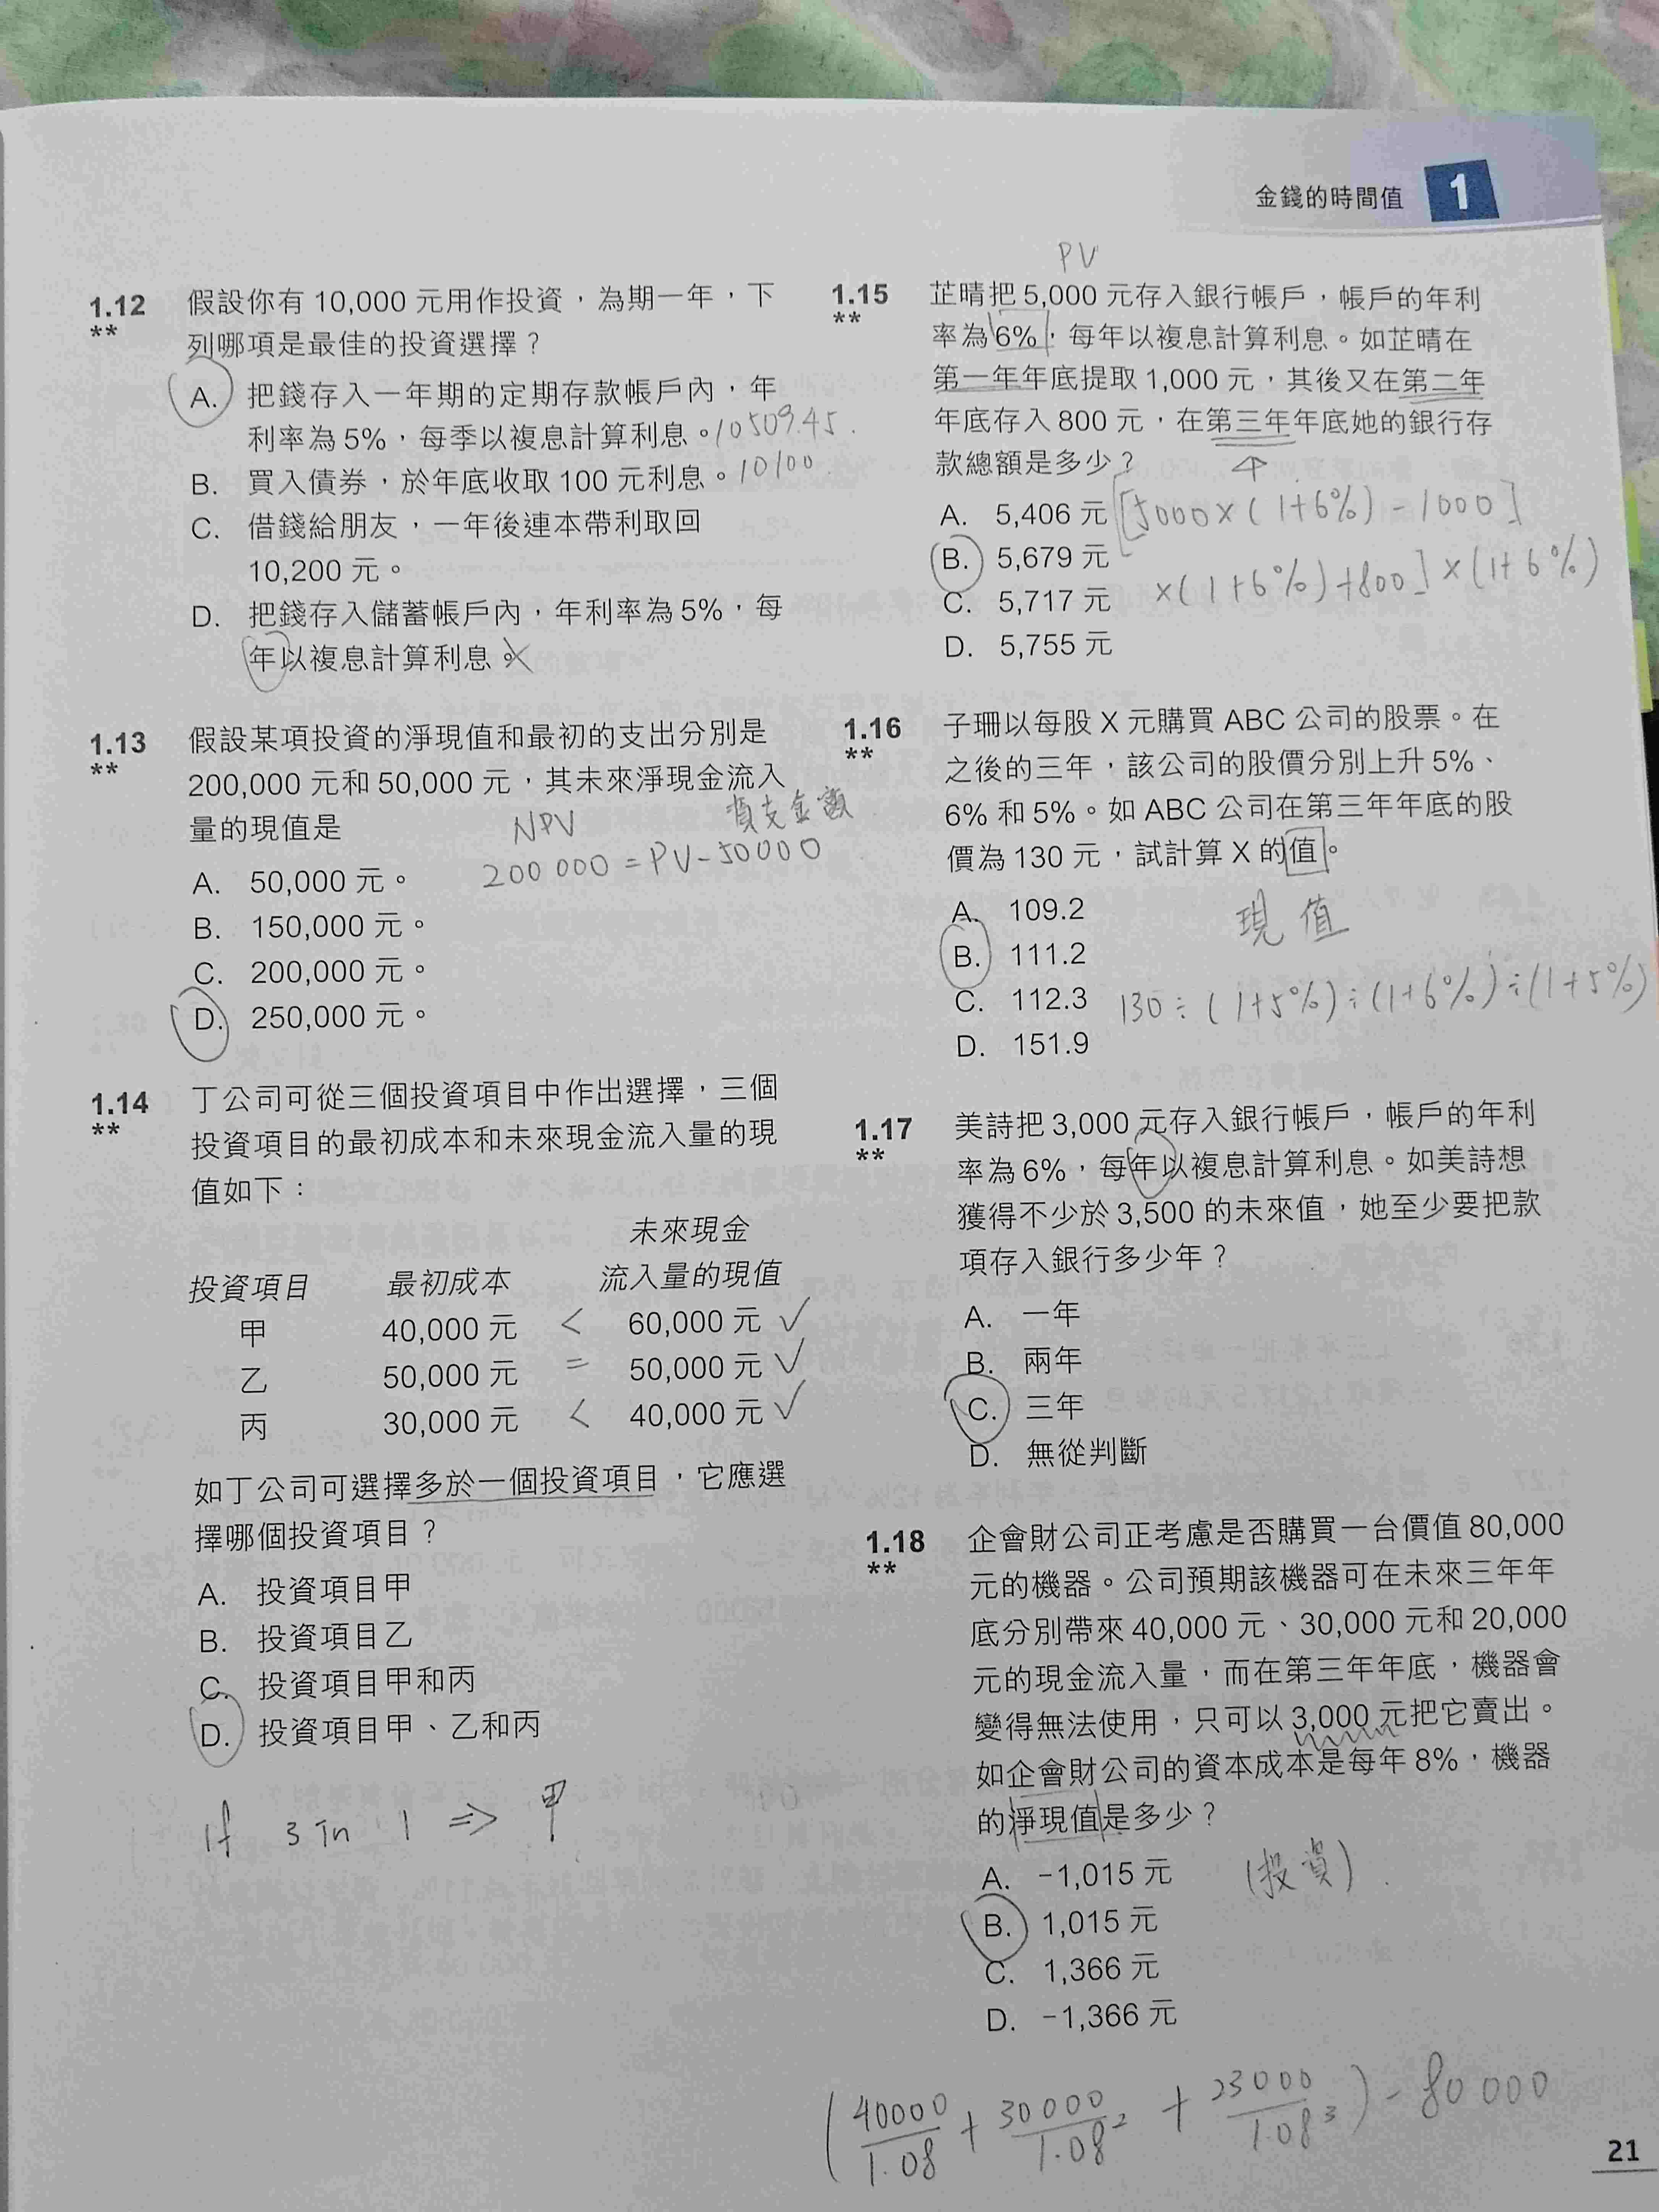 金錢的時間值 1
1.12 假設你有 10,000 元用作投資，為期一年，下
** 列哪項是最佳的投資選擇？
A. 把錢存入一年期的定期存款帳戶內，年
利率為 5%，每季以複息計算利息。10509.45.
B. 買入債券，於年底收取 100 元利息。10100
C. 借錢給朋友，一年後連本帶利取回
10,200 元。
D. 把錢存入儲蓄帳戶內，年利率為 5%，每
年以複息計算利息。
1.13 假設某項投資的淨現值和最初的支出分別是
** 200,000 元和 50,000 元，其未來淨現金流入
量的現值是
NPV
200 000 = PV - 50000
A. 50,000 元。
B. 150,000 元。
C. 200,000 元。
D. 250,000 元。
1.14 丁公司可從三個投資項目中作出選擇，三個
** 投資項目的最初成本和未來現金流入量的現
值如下：
未來現金
投資項目 最初成本 流入量的現值
甲 40,000 元 < 60,000 元 ✓
乙 50,000 元 = 50,000 元 ✓
丙 30,000 元 < 40,000 元 ✓
如丁公司可選擇多於一個投資項目，它應選
擇哪個投資項目？
A. 投資項目甲
B. 投資項目乙
C. 投資項目甲和丙
D. 投資項目甲、乙和丙
If 3 in 1 => 甲
PV
1.15 芷晴把 5,000 元存入銀行帳戶，帳戶的年利
** 率為 6%，每年以複息計算利息。如芷晴在
第一年年底提取 1,000 元，其後又在第二年
年底存入 800 元，在第三年年底她的銀行存
款總額是多少？
A. 5,406 元 [5000×(1+6%) - 1000]
B. 5,679 元
×(1+6%)+800]×(1+6%)
C. 5,717 元
D. 5,755 元
1.16 子珊以每股 X 元購買 ABC 公司的股票。在
** 之後的三年，該公司的股價分別上升 5%、
6% 和 5%。如 ABC 公司在第三年年底的股
價為 130 元，試計算 X 的值。
A. 109.2
現值
B. 111.2
C. 112.3 130÷(1+5%)÷(1+6%)÷(1+5%)
D. 151.9
1.17 美詩把 3,000 元存入銀行帳戶，帳戶的年利
** 率為 6%，每年以複息計算利息。如美詩想
獲得不少於 3,500 的未來值，她至少要把款
項存入銀行多少年？
A. 一年
B. 兩年
C. 三年
D. 無從判斷
1.18 企會財公司正考慮是否購買一台價值 80,000
** 元的機器。公司預期該機器可在未來三年年
底分別帶來 40,000 元、30,000 元和 20,000
元的現金流入量，而在第三年年底，機器會
變得無法使用，只可以 3,000 元把它賣出。
如企會財公司的資本成本是每年 8%，機器
的淨現值是多少？
A. −1,015 元 (投資)
B. 1,015 元
C. 1,366 元
D. −1,366 元
(40000/1.08 + 30000/1.08² + 23000/1.08³) - 80000
21